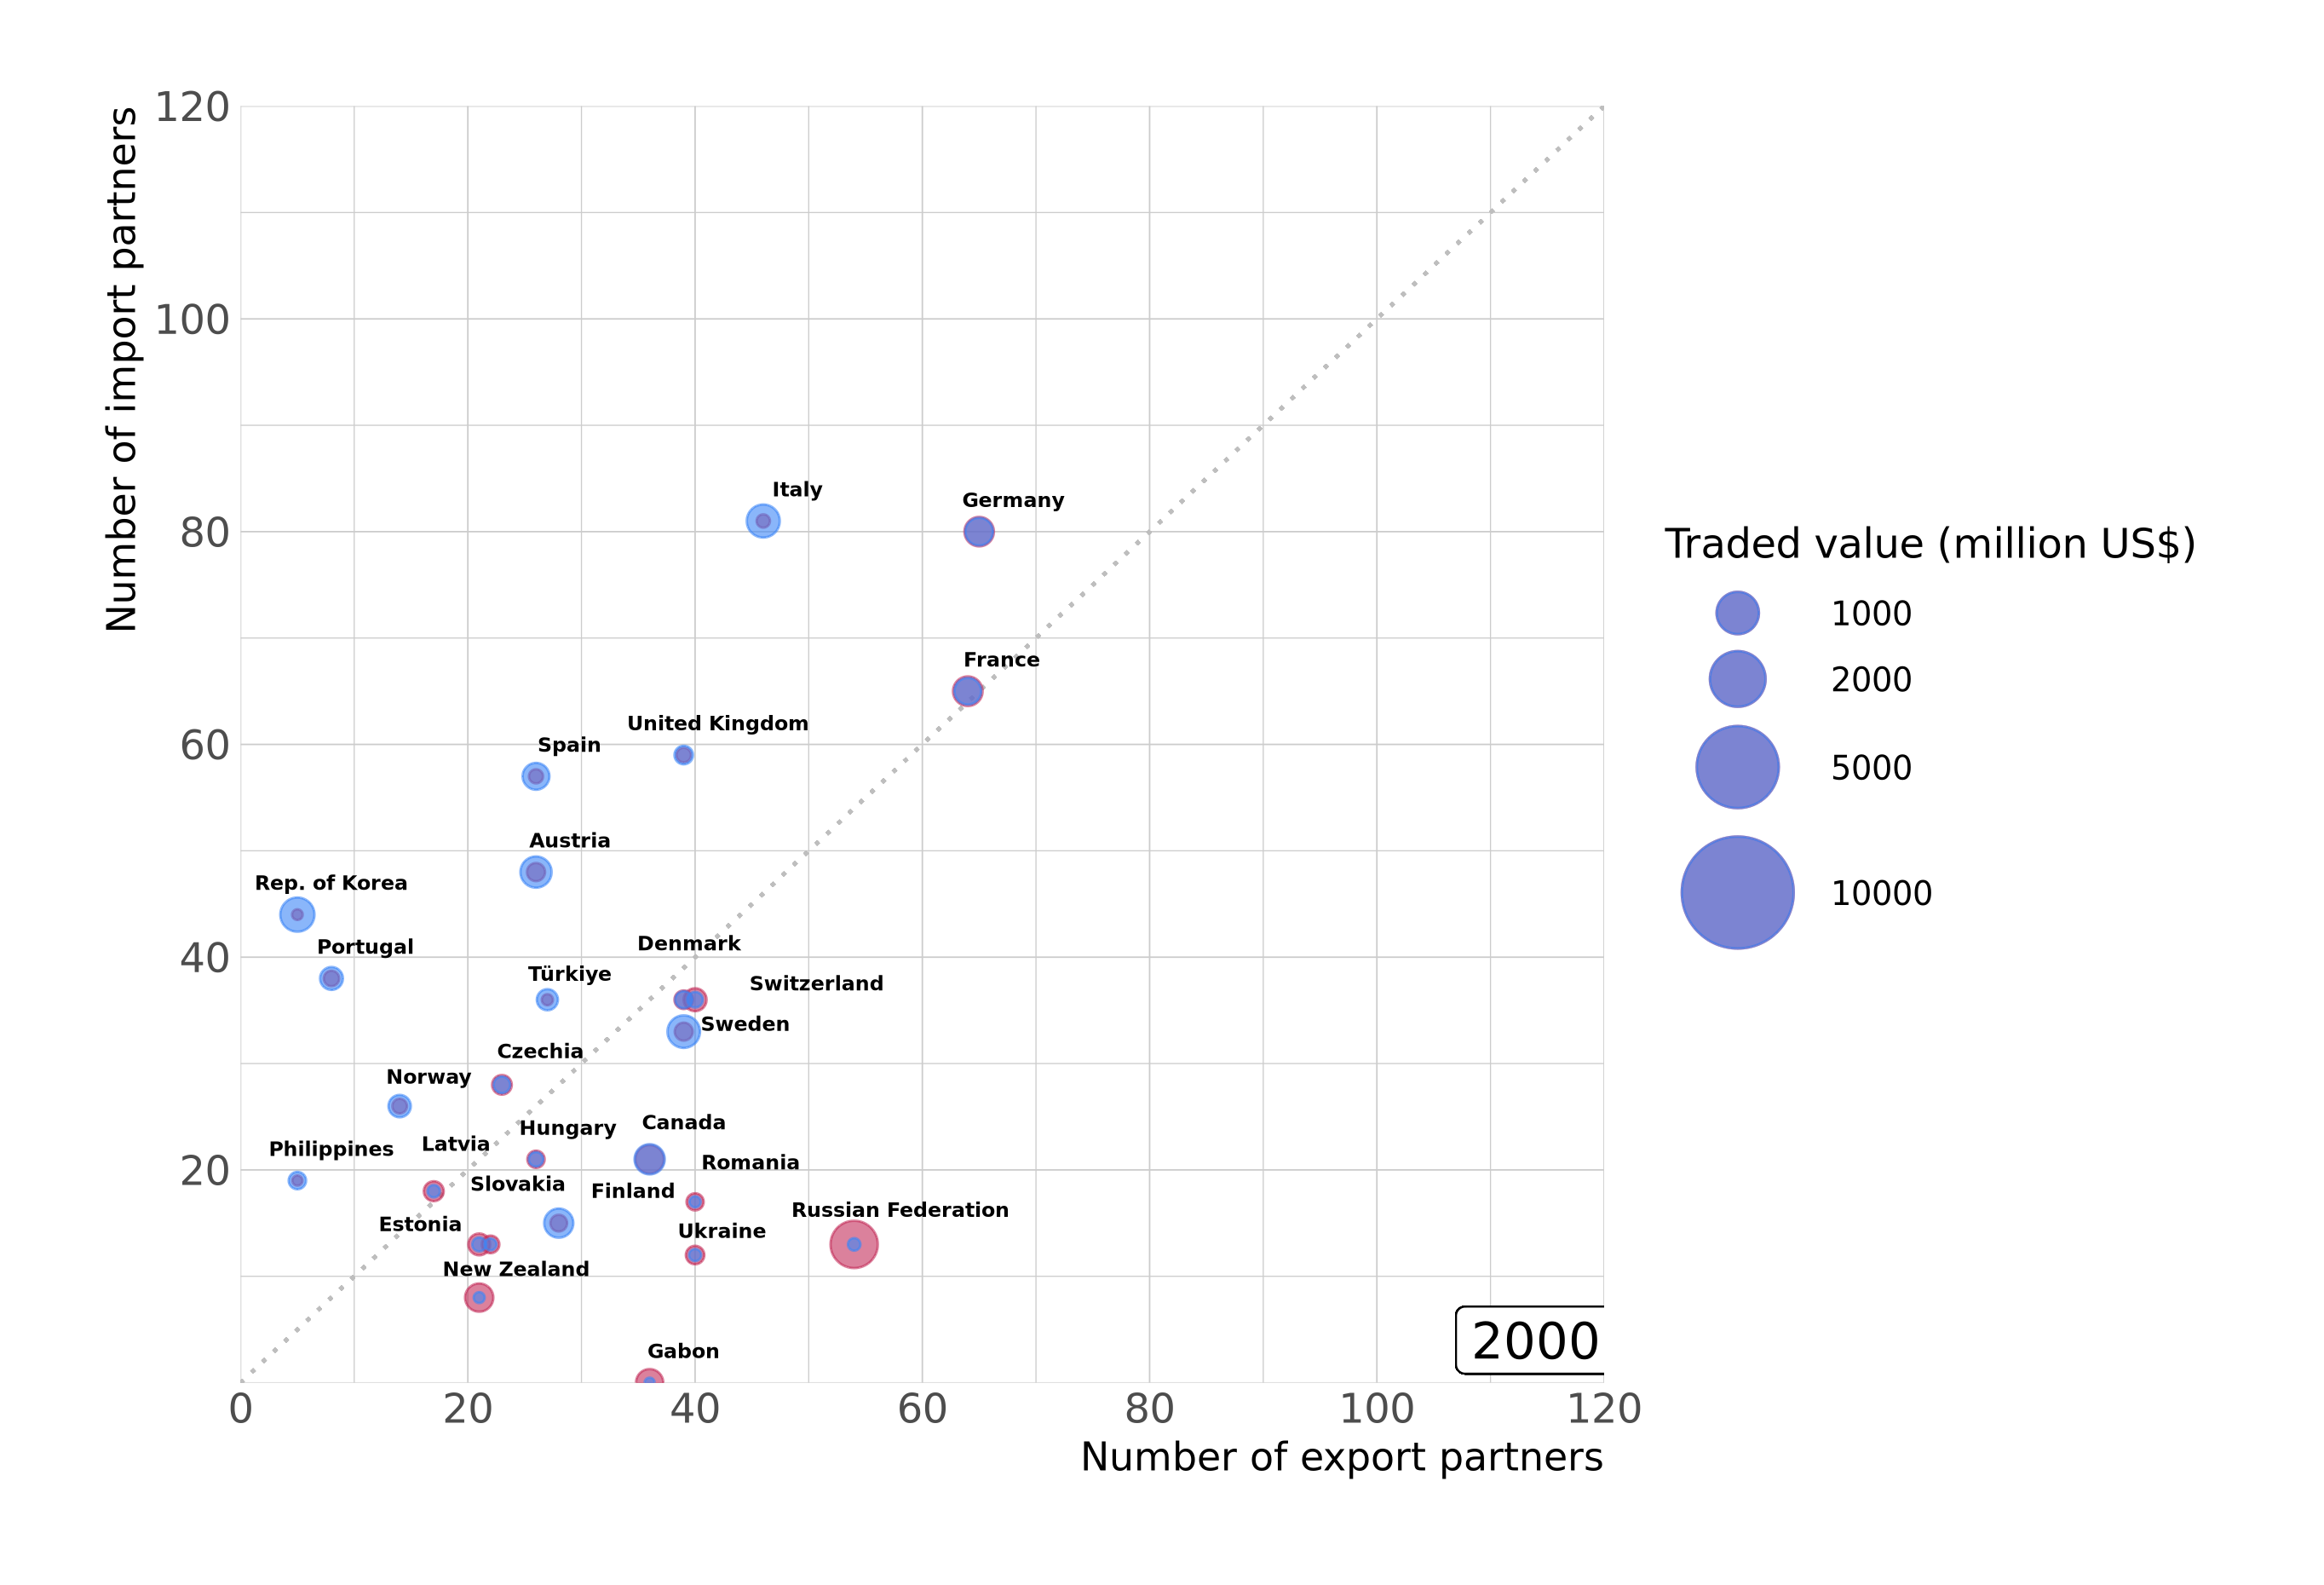 Number of import partners
120
100
80
60
40
20
0
20
40
60
80
100
120
Number of export partners
Italy
Germany
France
United Kingdom
Spain
Austria
Rep. of Korea
Portugal
Denmark
Türkiye
Switzerland
Sweden
Czechia
Norway
Hungary
Canada
Latvia
Philippines
Romania
Slovakia
Finland
Russian Federation
Estonia
Ukraine
New Zealand
Gabon
2000
Traded value (million US$)
1000
2000
5000
10000